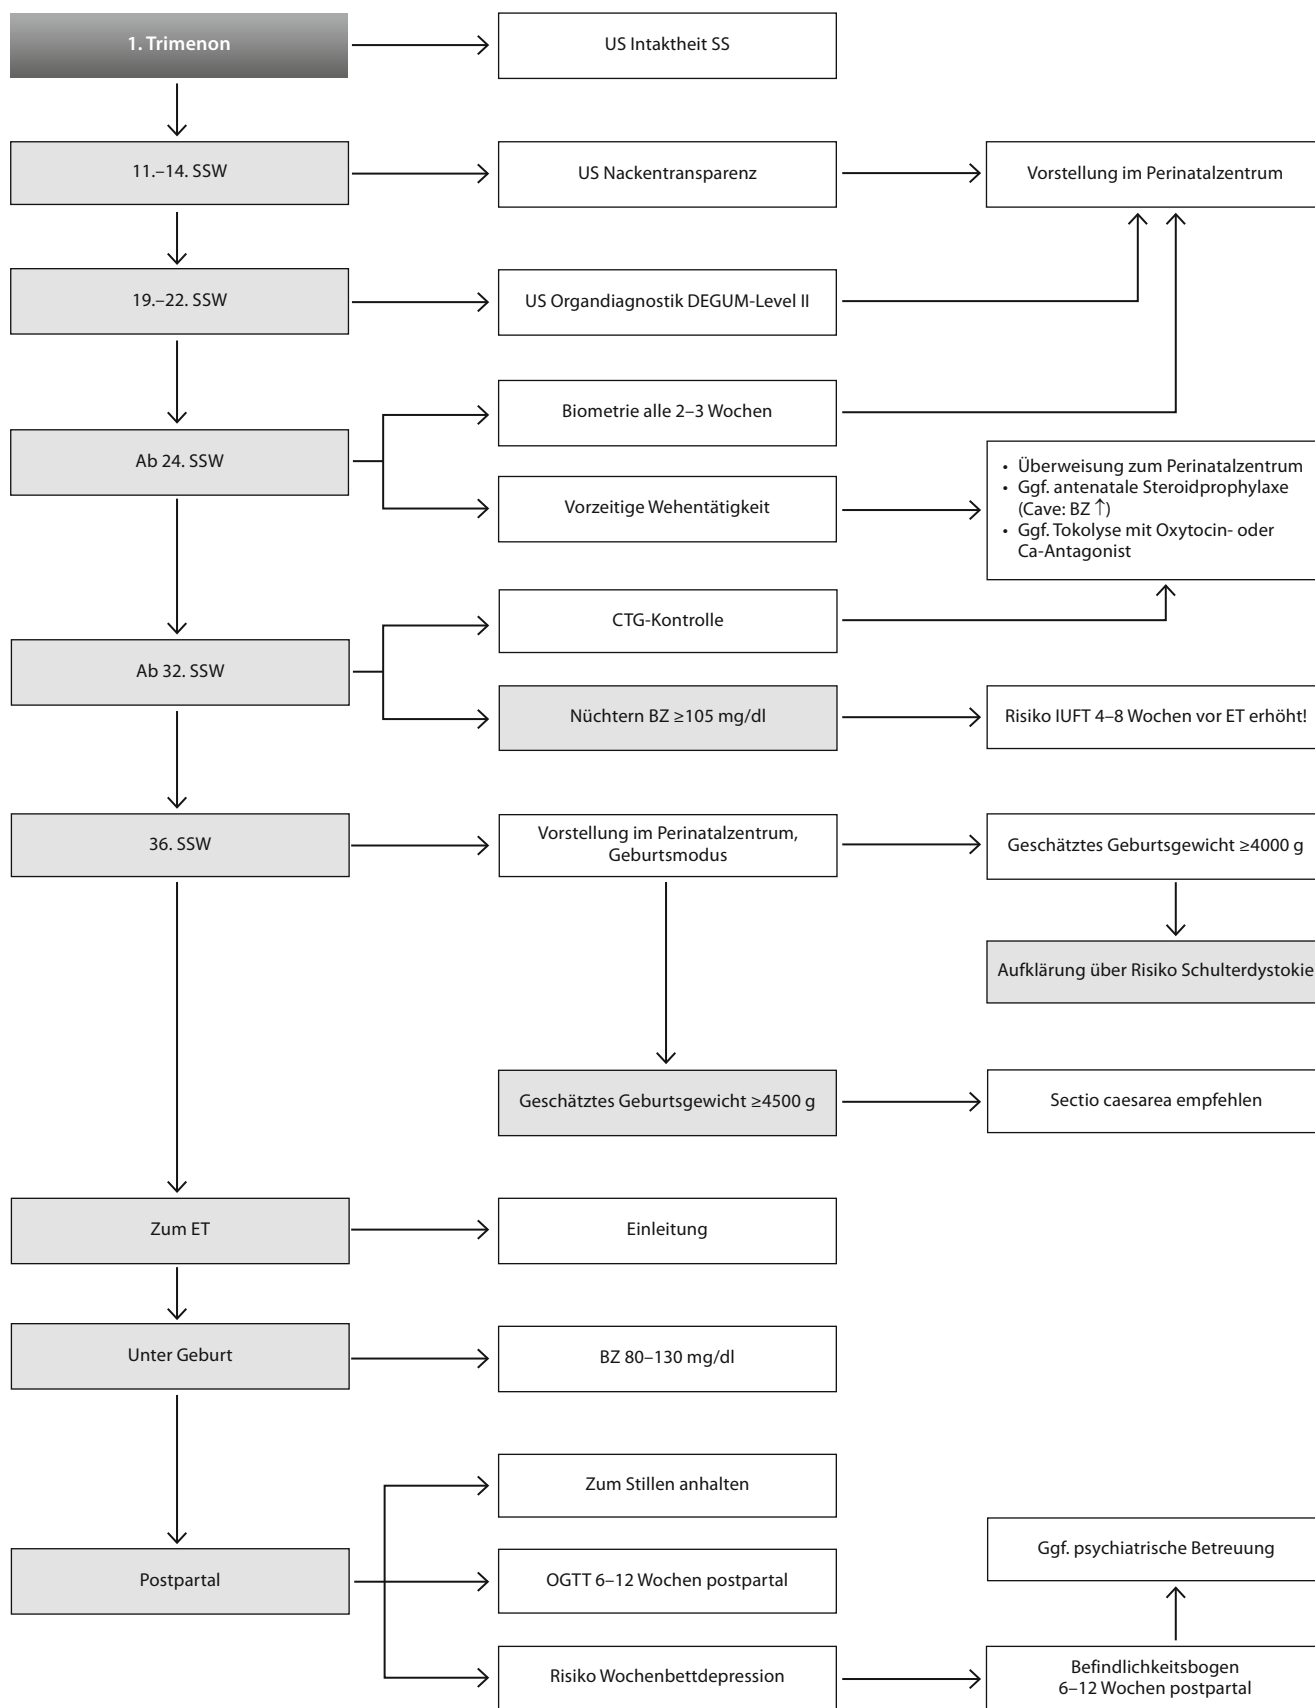 1. Trimenon
US Intaktheit SS
11.–14. SSW
US Nackentransparenz
Vorstellung im Perinatalzentrum
19.–22. SSW
US Organdiagnostik DEGUM-Level II
Biometrie alle 2–3 Wochen
Ab 24. SSW
Vorzeitige Wehentätigkeit
• Überweisung zum Perinatalzentrum
• Ggf. antenatale Steroidprophylaxe
(Cave: BZ ↑)
• Ggf. Tokolyse mit Oxytocin- oder
Ca-Antagonist
CTG-Kontrolle
Ab 32. SSW
Nüchtern BZ ≥105 mg/dl
Risiko IUFT 4–8 Wochen vor ET erhöht!
36. SSW
Vorstellung im Perinatalzentrum,
Geburtsmodus
Geschätztes Geburtsgewicht ≥4000 g
Aufklärung über Risiko Schulterdystokie
Geschätztes Geburtsgewicht ≥4500 g
Sectio caesarea empfehlen
Zum ET
Einleitung
Unter Geburt
BZ 80–130 mg/dl
Zum Stillen anhalten
Postpartal
OGTT 6–12 Wochen postpartal
Ggf. psychiatrische Betreuung
Risiko Wochenbettdepression
Befindlichkeitsbogen
6–12 Wochen postpartal